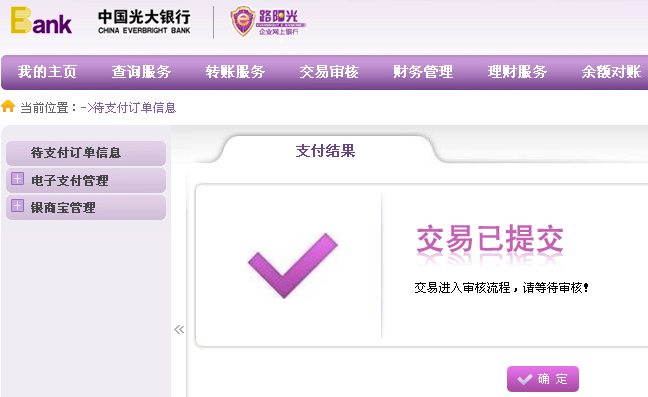 Bank 中国光大银行 CHINA EVERBRIGHT BANK 路阳光 企业网上银行
我的主页 查询服务 转账服务 交易审核 财务管理 理财服务 余额对账
当前位置：->待支付订单信息
待支付订单信息
电子支付管理
银商宝管理
支付结果
交易已提交
交易进入审核流程，请等待审核！
确 定